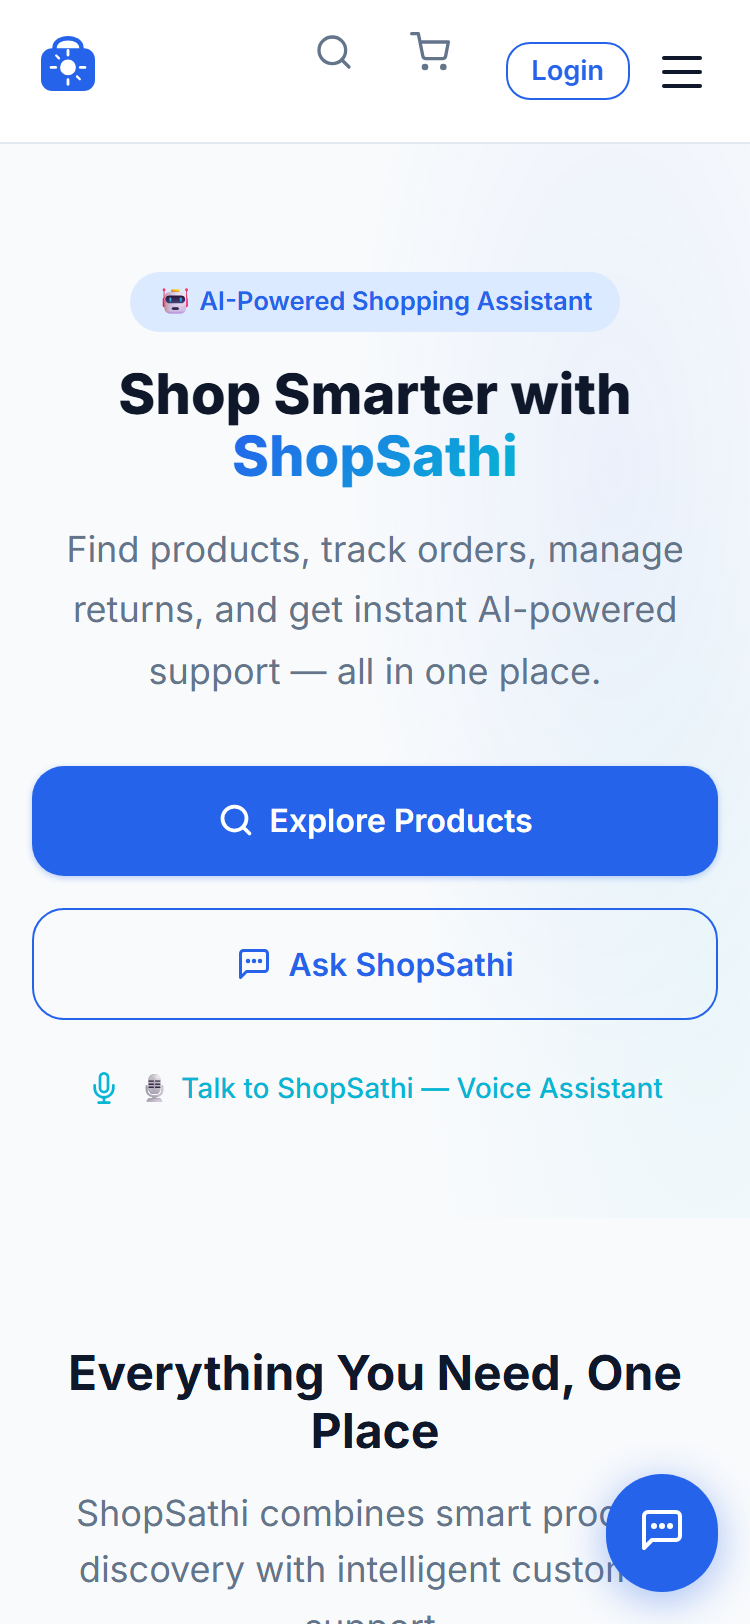 Login
AI-Powered Shopping Assistant
Shop Smarter with
ShopSathi
Find products, track orders, manage
returns, and get instant AI-powered
support — all in one place.
Explore Products
Ask ShopSathi
Talk to ShopSathi — Voice Assistant
Everything You Need, One
Place
ShopSathi combines smart
discovery with intelligent
support